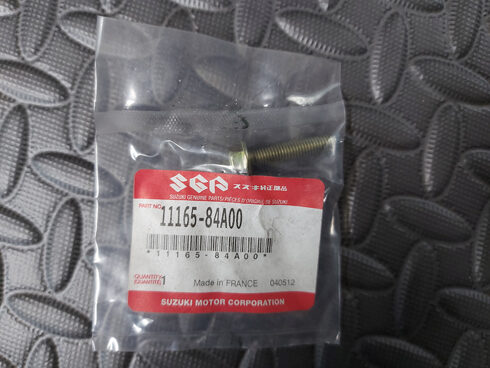 SGP スズキ純正部品
SUZUKI GENUINE PARTS/PIÈCES D'ORIGINE DE SUZUKI
PART NO.
11165-84A00
*11165-84A00*
QUANTITY
(QUANTITÉ) 1
Made in FRANCE 040512
SUZUKI MOTOR CORPORATION